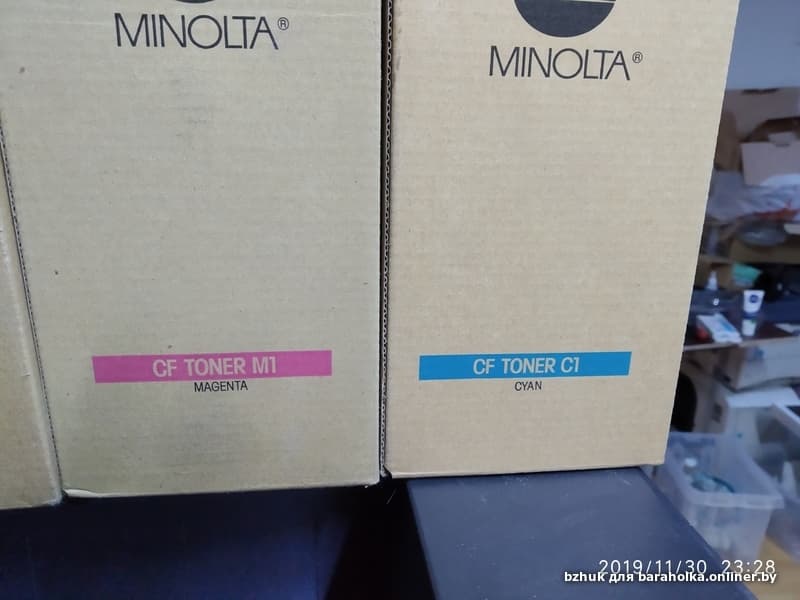 MINOLTA®
CF TONER M1
MAGENTA
MINOLTA®
CF TONER C1
CYAN
2019/11/30 23:28
bzhuk для baraholka.onliner.by